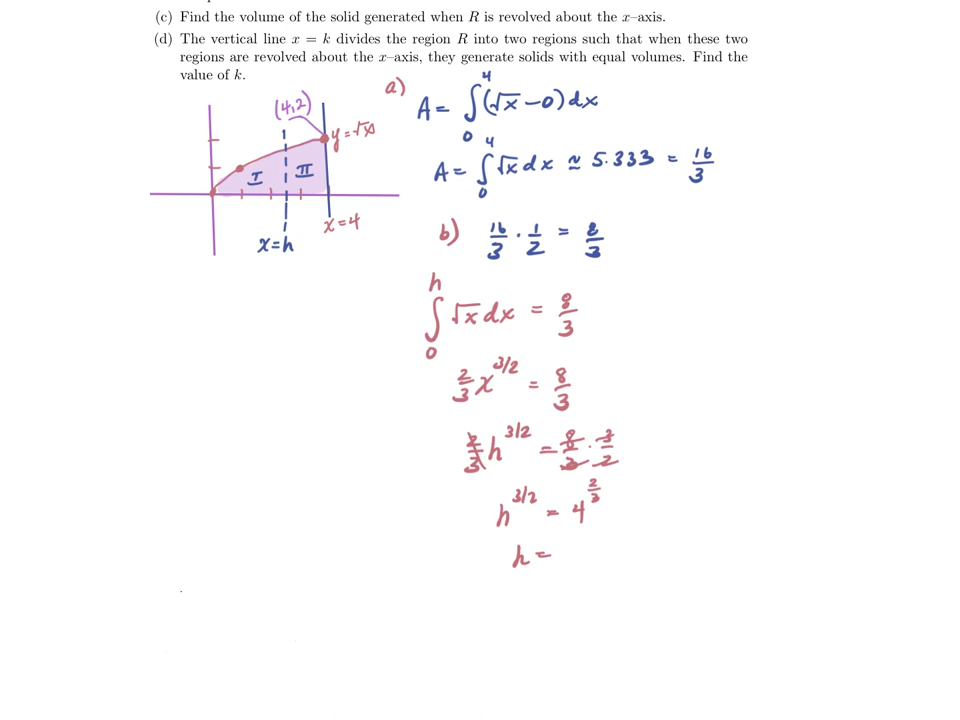 (c) Find the volume of the solid generated when R is revolved about the x–axis.
(d) The vertical line x = k divides the region R into two regions such that when these two
regions are revolved about the x–axis, they generate solids with equal volumes. Find the
value of k.
(4,2)
y = √x
I
II
x = 4
x = h
a)
A = ∫₀⁴ (√x − 0) dx
A = ∫₀⁴ √x dx ≈ 5.333 = 16/3
b) 16/3 · 1/2 = 8/3
∫₀ʰ √x dx = 8/3
2/3 x^3/2 = 8/3
2/3 h^3/2 = 8/3 · 3/2
h^3/2 = 4^2/3
h =